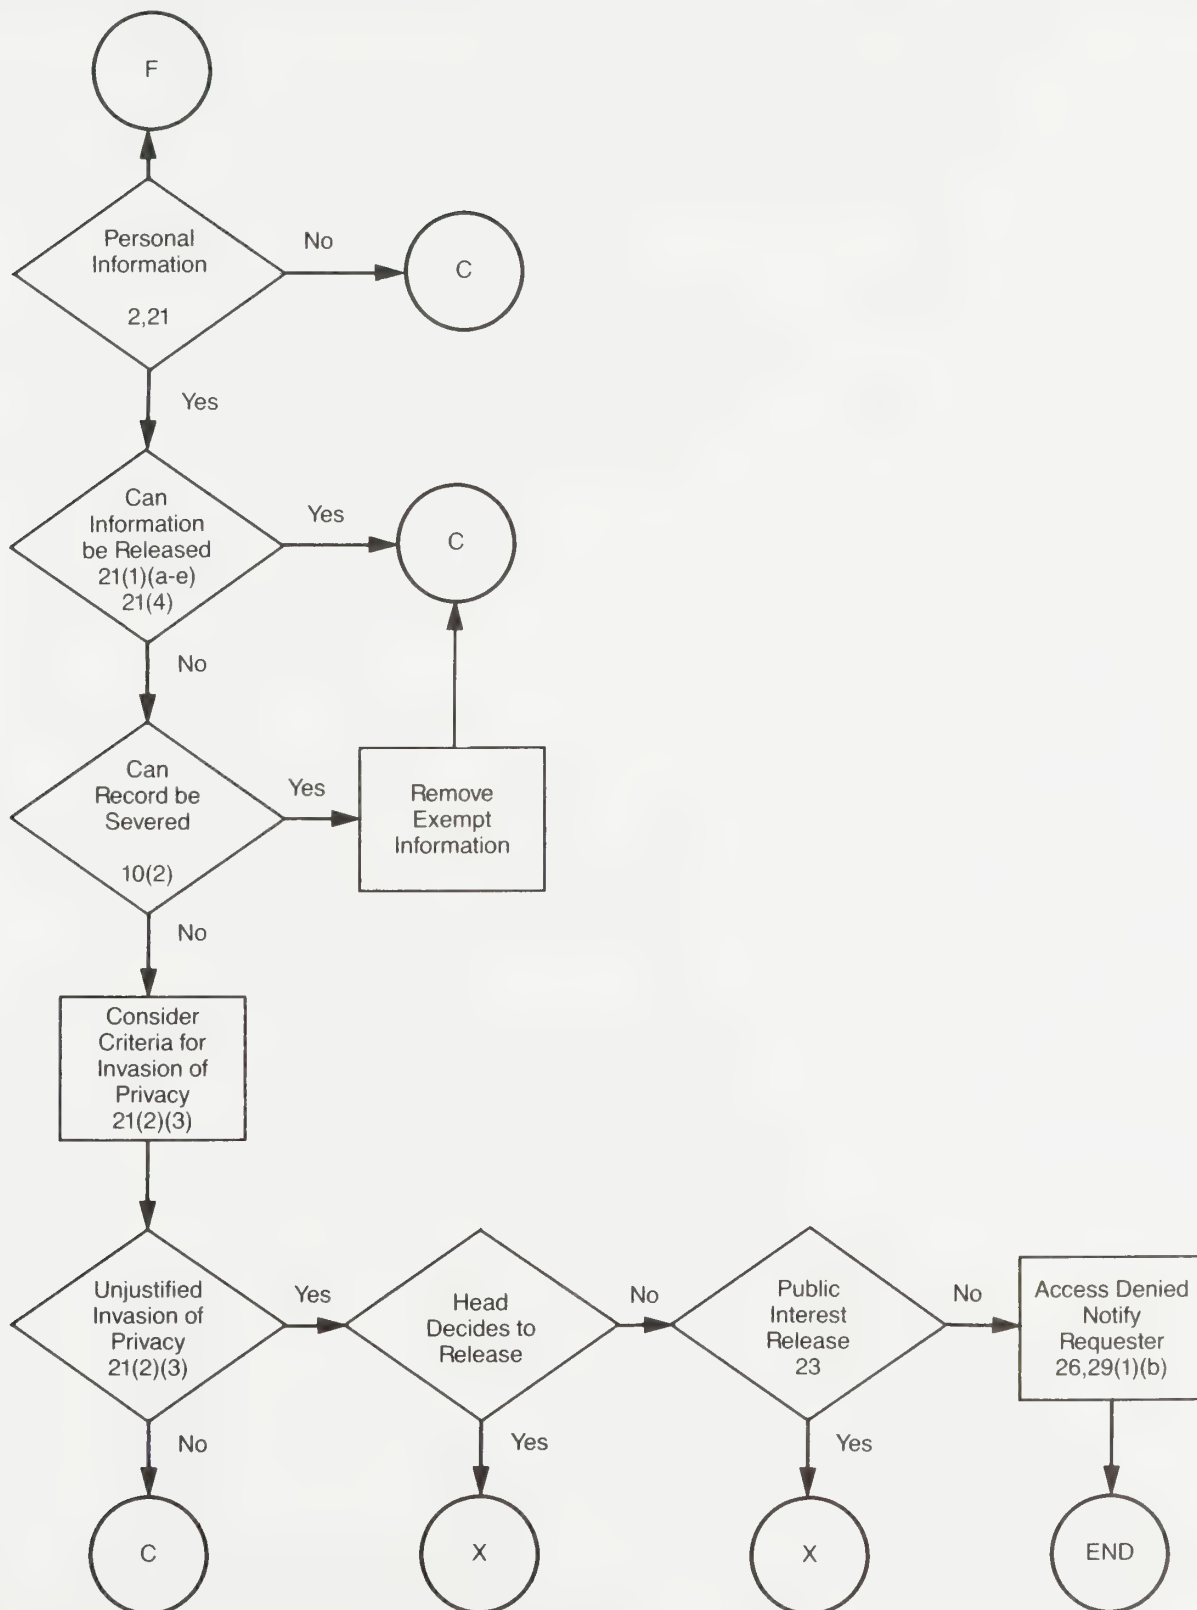 F
Personal
Information
2,21
No
C
Yes
Can
Information
be Released
21(1)(a-e)
21(4)
Yes
C
No
Can
Record be
Severed
10(2)
Yes
Remove
Exempt
Information
No
Consider
Criteria for
Invasion of
Privacy
21(2)(3)
Unjustified
Invasion of
Privacy
21(2)(3)
Yes
Head
Decides to
Release
No
Public
Interest
Release
23
No
Access Denied
Notify
Requester
26,29(1)(b)
No
Yes
Yes
C
X
X
END